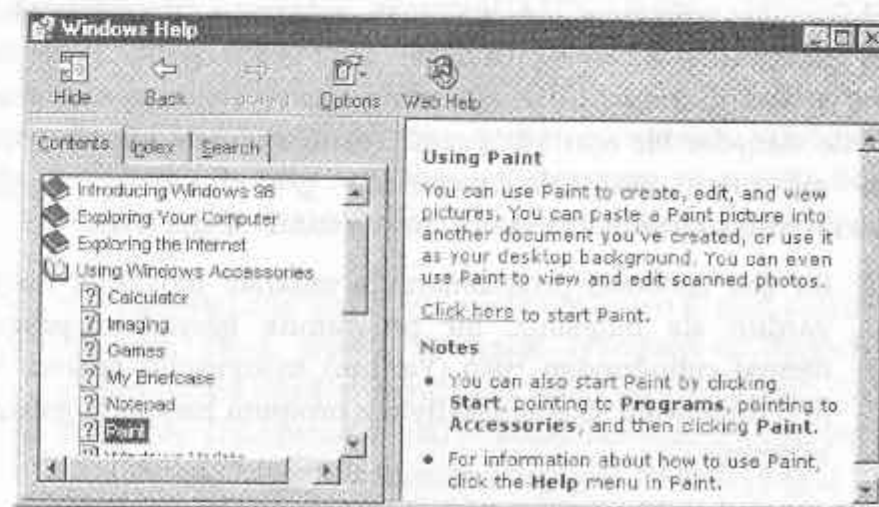 Windows Help
Hide Back Options Web Help
Contents Index Search
Introducing Windows 98
Exploring Your Computer
Exploring the Internet
Using Windows Accessories
Calculator
Imaging
Games
My Briefcase
Notepad
Paint
Windows Update
Using Paint
You can use Paint to create, edit, and view
pictures. You can paste a Paint picture into
another document you've created, or use it
as your desktop background. You can even
use Paint to view and edit scanned photos.
Click here to start Paint.
Notes
• You can also start Paint by clicking
Start, pointing to Programs, pointing to
Accessories, and then clicking Paint.
• For information about how to use Paint,
click the Help menu in Paint.